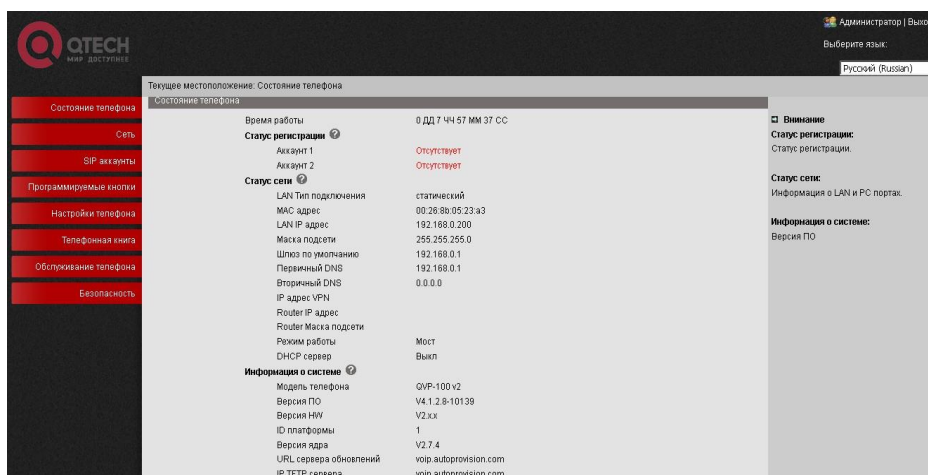 Администратор | Выхо
QTECH
МИР ДОСТУПНЕЕ
Выберите язык:
Русский (Russian)
Текущее местоположение: Состояние телефона
Состояние телефона
Сеть
SIP аккаунты
Программируемые кнопки
Настройки телефона
Телефонная книга
Обслуживание телефона
Безопасность
Состояние телефона
Время работы 0 ДД 7 ЧЧ 57 ММ 37 СС
Статус регистрации
Аккаунт 1 Отсутствует
Аккаунт 2 Отсутствует
Статус сети
LAN Тип подключения статический
MAC адрес 00:26:8b:05:23:a3
LAN IP адрес 192.168.0.200
Маска подсети 255.255.255.0
Шлюз по умолчанию 192.168.0.1
Первичный DNS 192.168.0.1
Вторичный DNS 0.0.0.0
IP адрес VPN
Router IP адрес
Router Маска подсети
Режим работы Мост
DHCP сервер Выкл
Информация о системе
Модель телефона QVP-100 v2
Версия ПО V4.1.2.8-10139
Версия HW V2.x.x
ID платформы 1
Версия ядра V2.7.4
URL сервера обновлений voip.autoprovision.com
IP TFTP сервера voip.autoprovision.com
Внимание
Статус регистрации:
Статус регистрации.
Статус сети:
Информация о LAN и PC портах.
Информация о системе:
Версия ПО